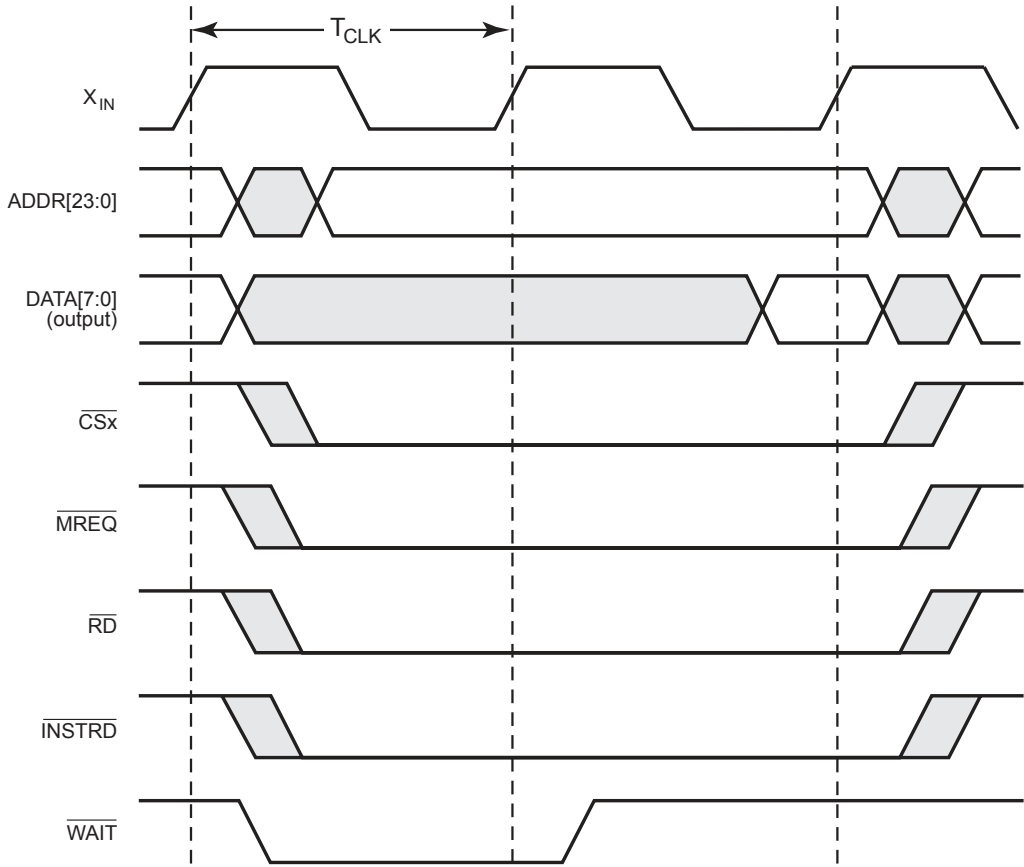 T_CLK
X_IN
ADDR[23:0]
DATA[7:0]
(output)
CSx
MREQ
RD
INSTRD
WAIT